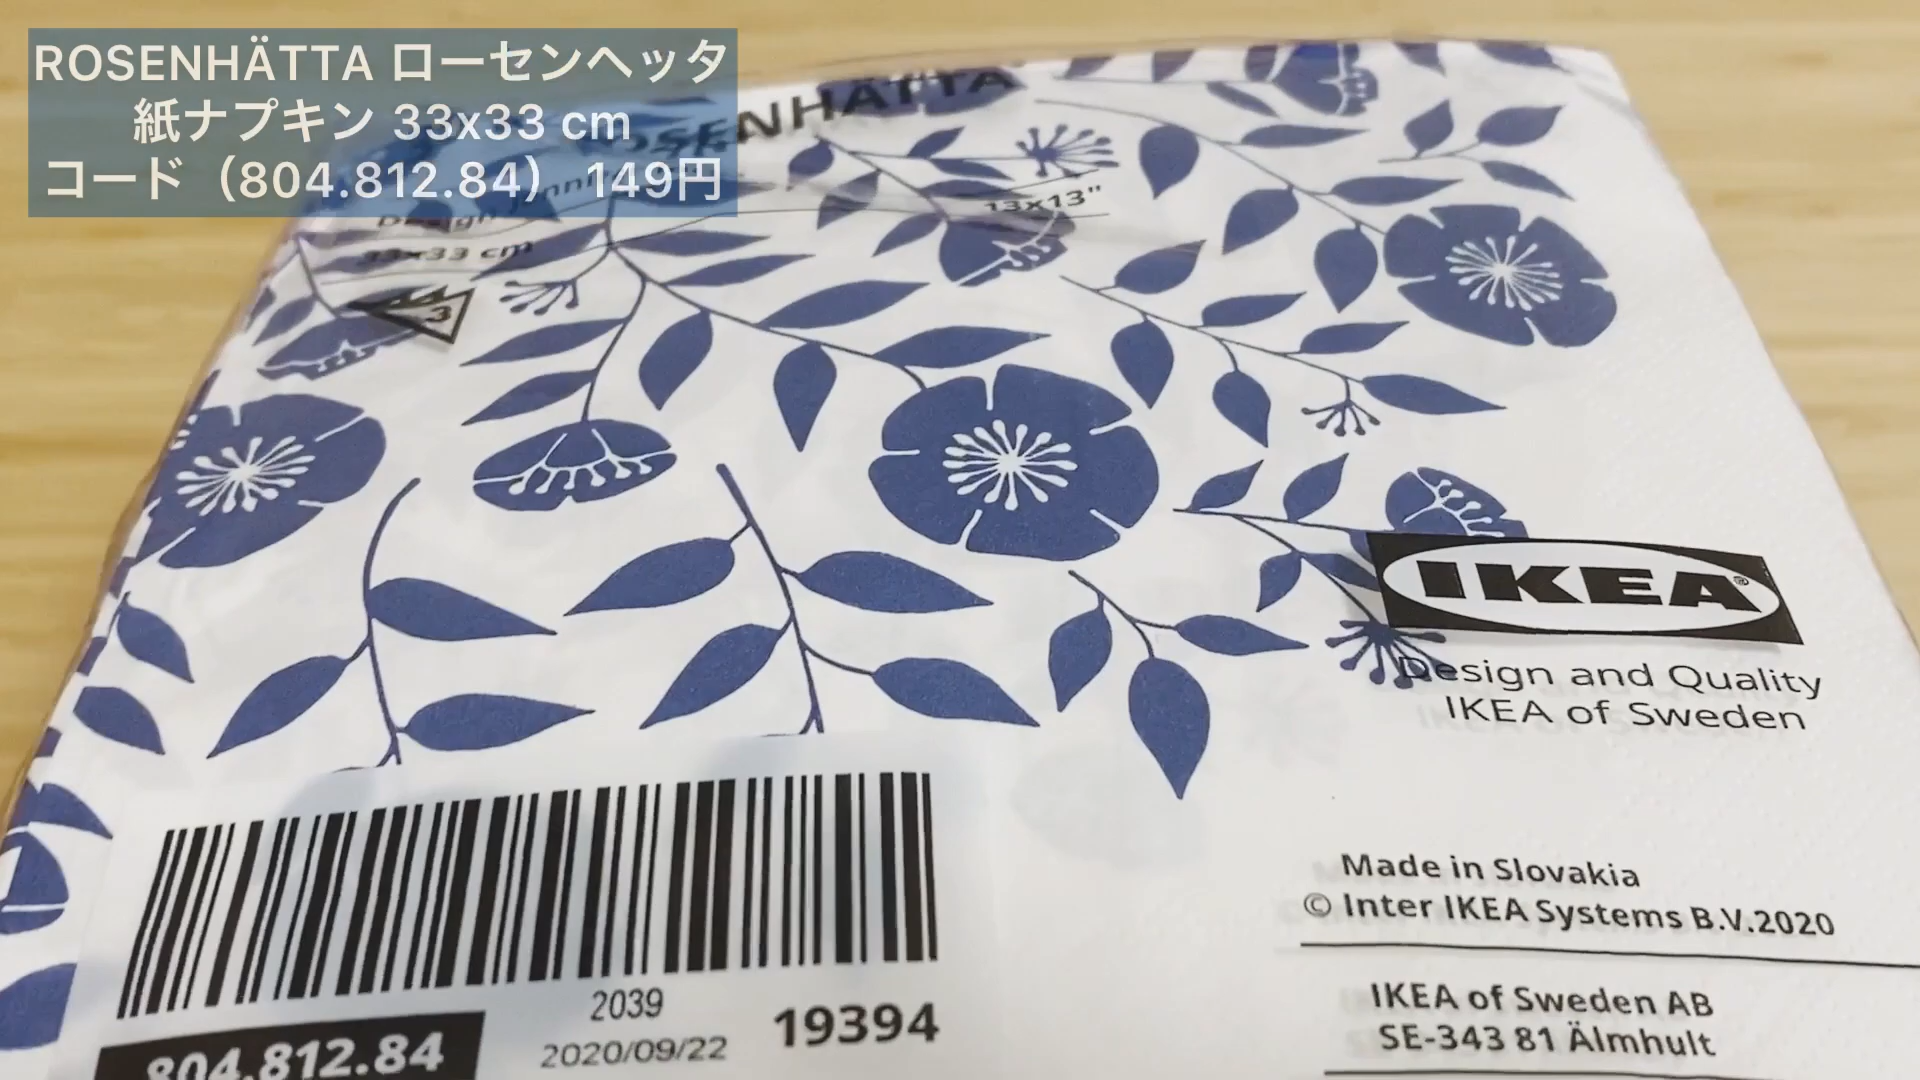 ROSENHÄTTA ローセンヘッタ
紙ナプキン 33x33 cm
コード（804.812.84） 149円
ROSENHÄTTA
Design
33x33 cm
13x13"
3
IKEA®
Design and Quality
IKEA of Sweden
Made in Slovakia
© Inter IKEA Systems B.V.2020
IKEA of Sweden AB
SE-343 81 Älmhult
2039
2020/09/22
19394
804.812.84